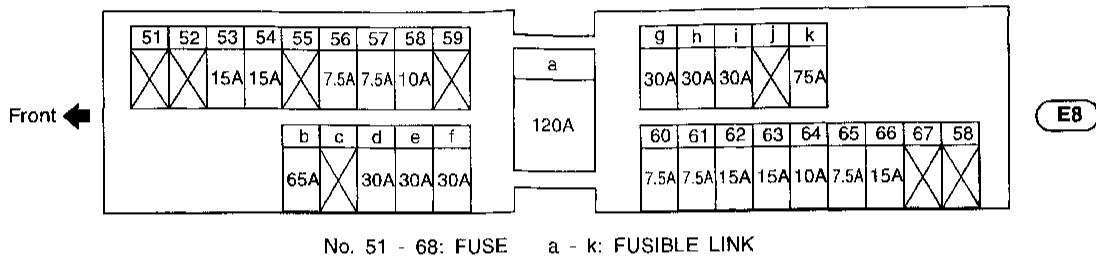 51 52 53 54 55 56 57 58 59
15A 15A 7.5A 7.5A 10A
a
120A
g h i j k
30A 30A 30A 75A
Front
E8
b c d e f
65A 30A 30A 30A
60 61 62 63 64 65 66 67 58
7.5A 7.5A 15A 15A 10A 7.5A 15A
No. 51 - 68: FUSE a - k: FUSIBLE LINK